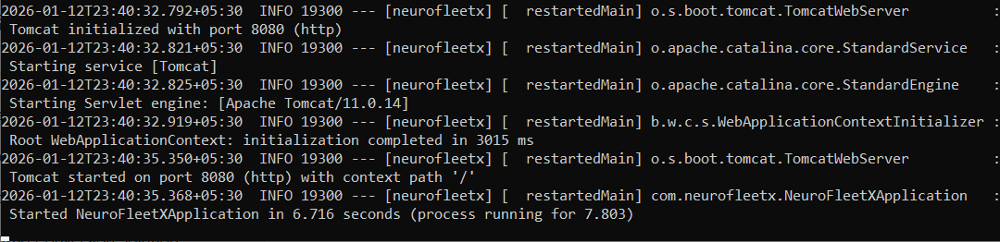 2026-01-12T23:40:32.792+05:30  INFO 19300 --- [neurofleetx] [  restartedMain] o.s.boot.tomcat.TomcatWebServer          :
 Tomcat initialized with port 8080 (http)
2026-01-12T23:40:32.821+05:30  INFO 19300 --- [neurofleetx] [  restartedMain] o.apache.catalina.core.StandardService   :
 Starting service [Tomcat]
2026-01-12T23:40:32.825+05:30  INFO 19300 --- [neurofleetx] [  restartedMain] o.apache.catalina.core.StandardEngine    :
 Starting Servlet engine: [Apache Tomcat/11.0.14]
2026-01-12T23:40:32.919+05:30  INFO 19300 --- [neurofleetx] [  restartedMain] b.w.c.s.WebApplicationContextInitializer :
 Root WebApplicationContext: initialization completed in 3015 ms
2026-01-12T23:40:35.350+05:30  INFO 19300 --- [neurofleetx] [  restartedMain] o.s.boot.tomcat.TomcatWebServer          :
 Tomcat started on port 8080 (http) with context path '/'
2026-01-12T23:40:35.368+05:30  INFO 19300 --- [neurofleetx] [  restartedMain] com.neurofleetx.NeuroFleetXApplication   :
 Started NeuroFleetXApplication in 6.716 seconds (process running for 7.803)